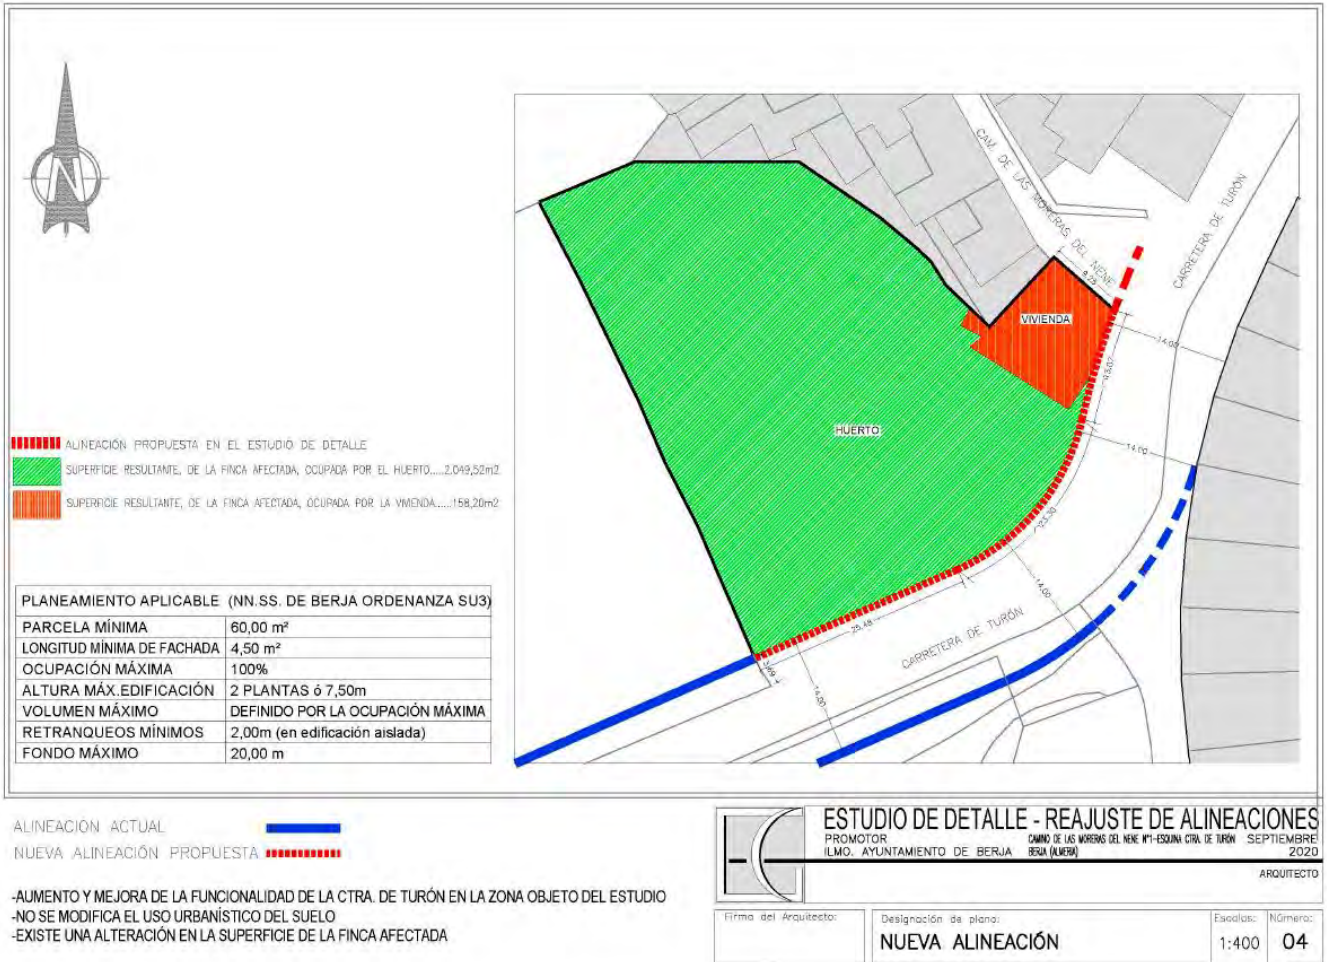 N
CAM. DE LAS MORERAS DEL NENE
CARRETERA DE TURÓN
8.25
VIVIENDA
14.00
13.07
HUERTO
14.00
23.30
14.00
25.48
CARRETERA DE TURÓN
3.69
14.00
ALINEACIÓN PROPUESTA EN EL ESTUDIO DE DETALLE
SUPERFICIE RESULTANTE, DE LA FINCA AFECTADA, OCUPADA POR EL HUERTO.....2.049,52m2
SUPERFICIE RESULTANTE, DE LA FINCA AFECTADA, OCUPADA POR LA VIVIENDA.....158,20m2
PLANEAMIENTO APLICABLE (NN.SS. DE BERJA ORDENANZA SU3)
PARCELA MÍNIMA 60,00 m²
LONGITUD MÍNIMA DE FACHADA 4,50 m²
OCUPACIÓN MÁXIMA 100%
ALTURA MÁX.EDIFICACIÓN 2 PLANTAS ó 7,50m
VOLUMEN MÁXIMO DEFINIDO POR LA OCUPACIÓN MÁXIMA
RETRANQUEOS MÍNIMOS 2,00m (en edificación aislada)
FONDO MÁXIMO 20,00 m
ALINEACION ACTUAL
NUEVA ALINEACIÓN PROPUESTA
-AUMENTO Y MEJORA DE LA FUNCIONALIDAD DE LA CTRA. DE TURÓN EN LA ZONA OBJETO DEL ESTUDIO
-NO SE MODIFICA EL USO URBANÍSTICO DEL SUELO
-EXISTE UNA ALTERACIÓN EN LA SUPERFICIE DE LA FINCA AFECTADA
ESTUDIO DE DETALLE - REAJUSTE DE ALINEACIONES
PROMOTOR CAMINO DE LAS MORERAS DEL NENE Nº1-ESQUINA CTRA. DE TURÓN SEPTIEMBRE
ILMO. AYUNTAMIENTO DE BERJA BERJA (ALMERÍA) 2020
ARQUITECTO
Firma del Arquitecto: Designación de plano: Escalas: Número:
NUEVA ALINEACIÓN 1:400 04